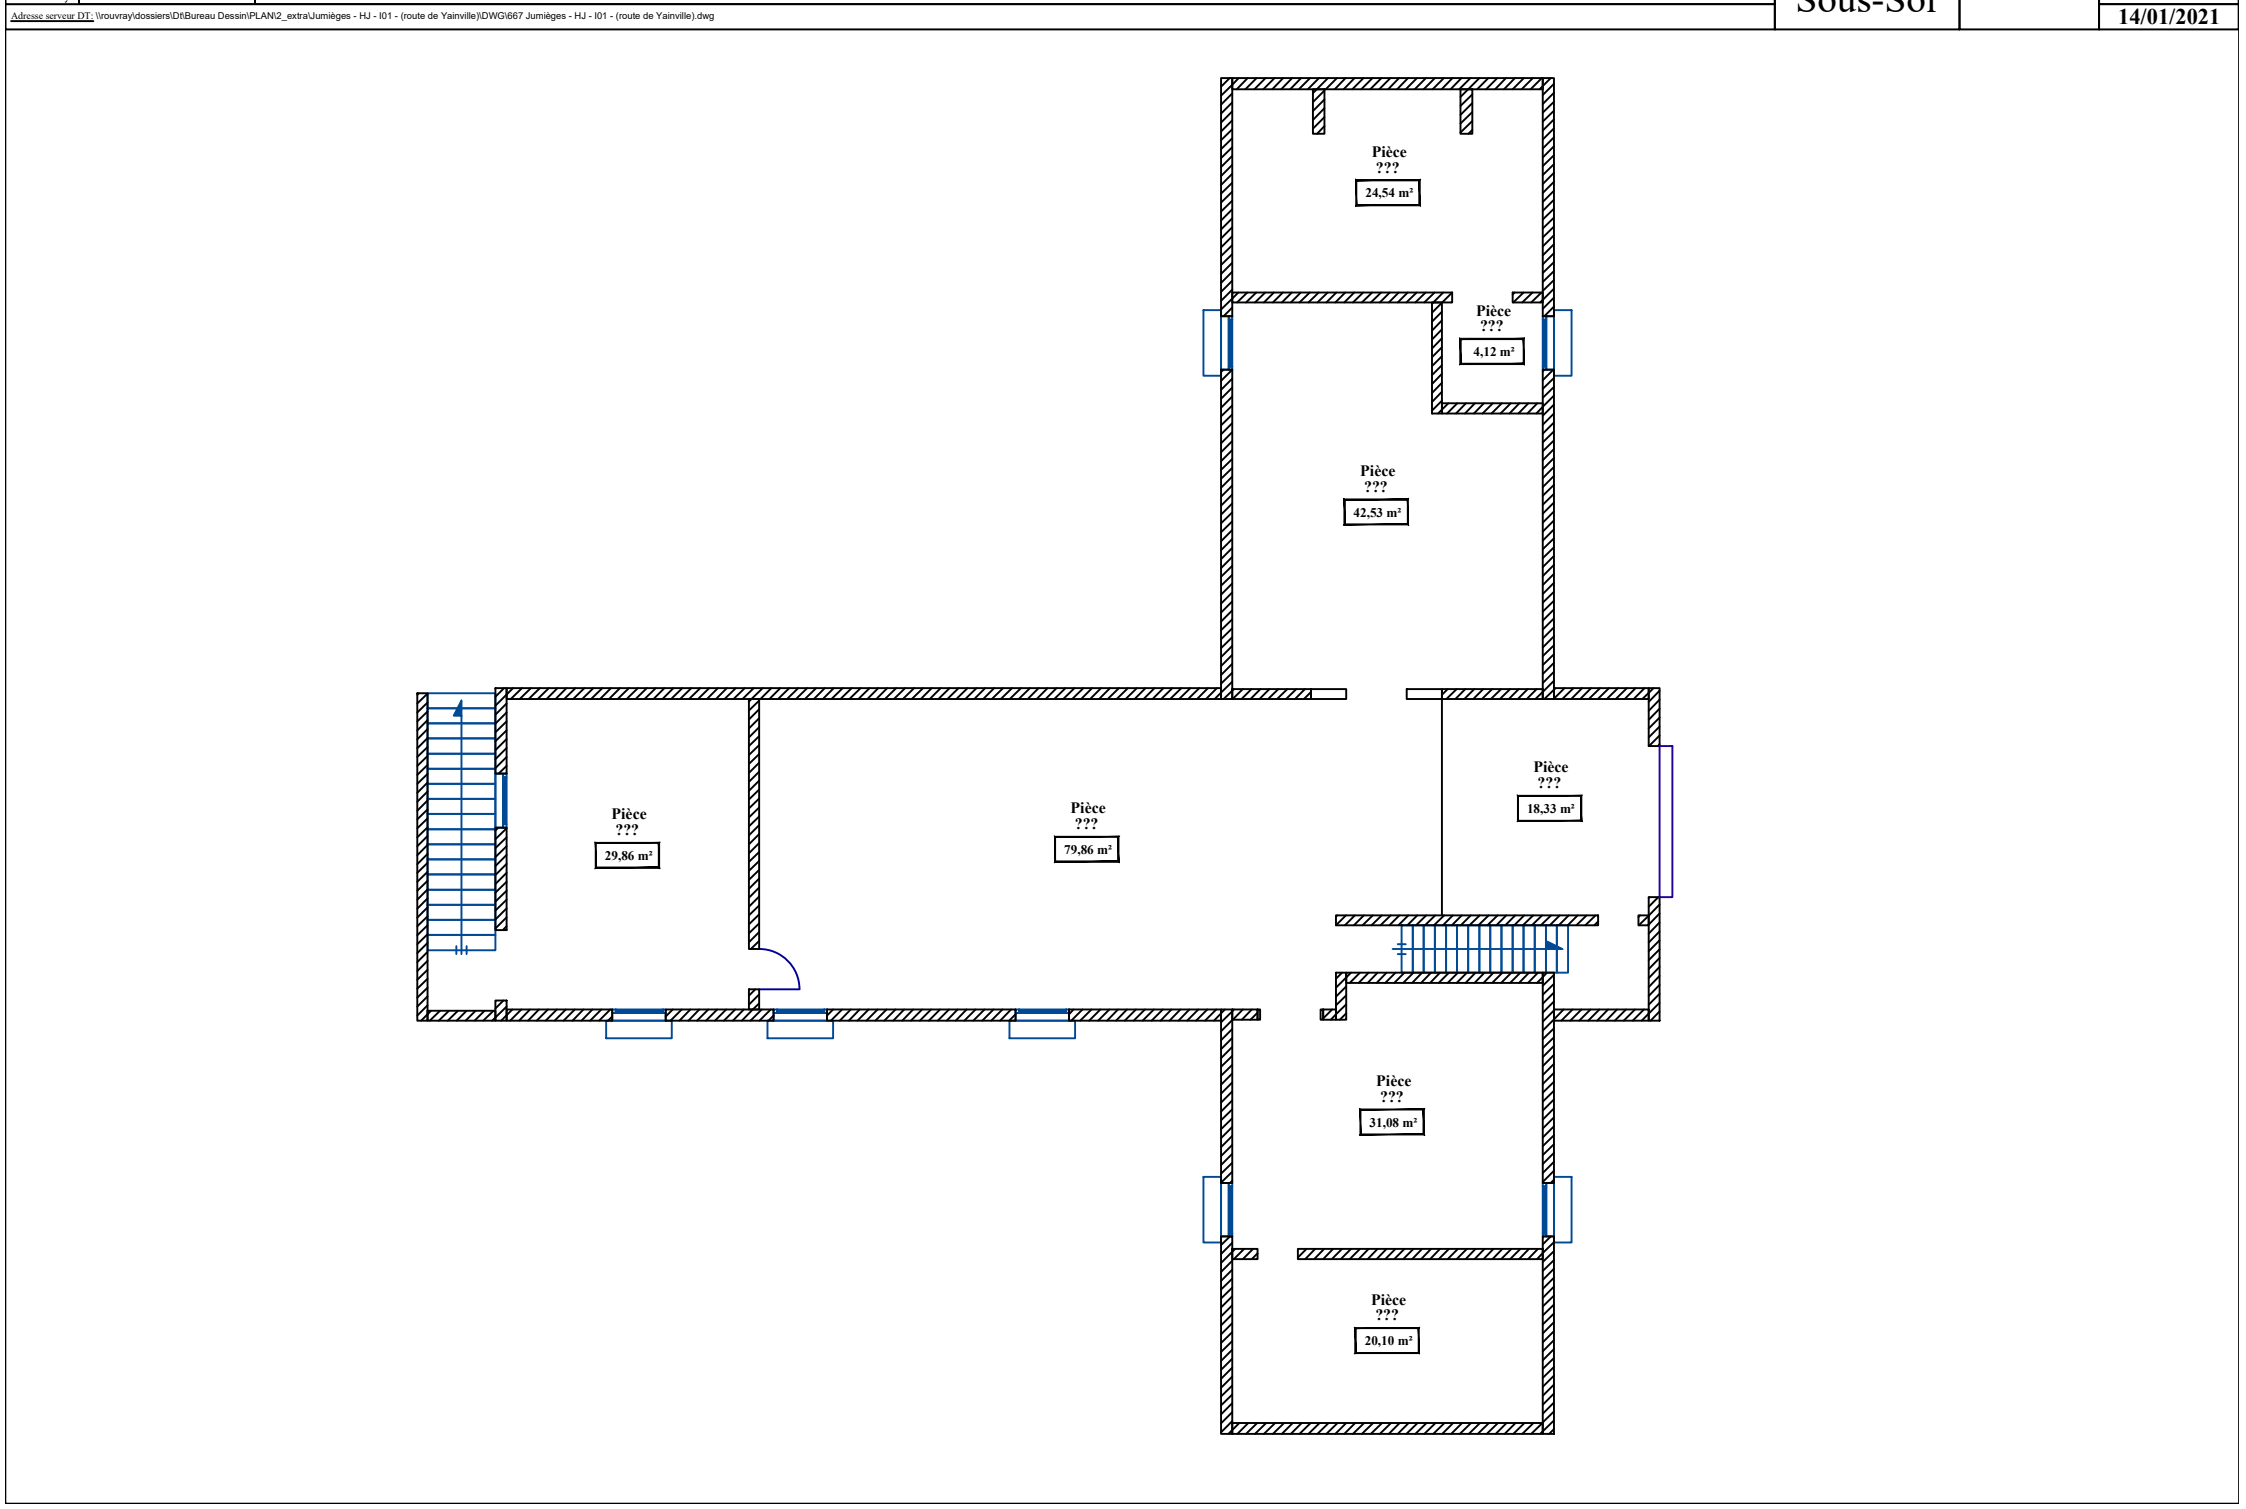 Sous-Sol
Adresse serveur DT: \\rouvray\dossiers\Dt\Bureau Dessin\PLAN\2_extra\Jumièges - HJ - I01 - (route de Yainville)\DWG\667 Jumièges - HJ - I01 - (route de Yainville).dwg
14/01/2021
Pièce
???
24,54 m²
Pièce
???
4,12 m²
Pièce
???
42,53 m²
Pièce
???
18,33 m²
Pièce
???
29,86 m²
Pièce
???
79,86 m²
Pièce
???
31,08 m²
Pièce
???
20,10 m²